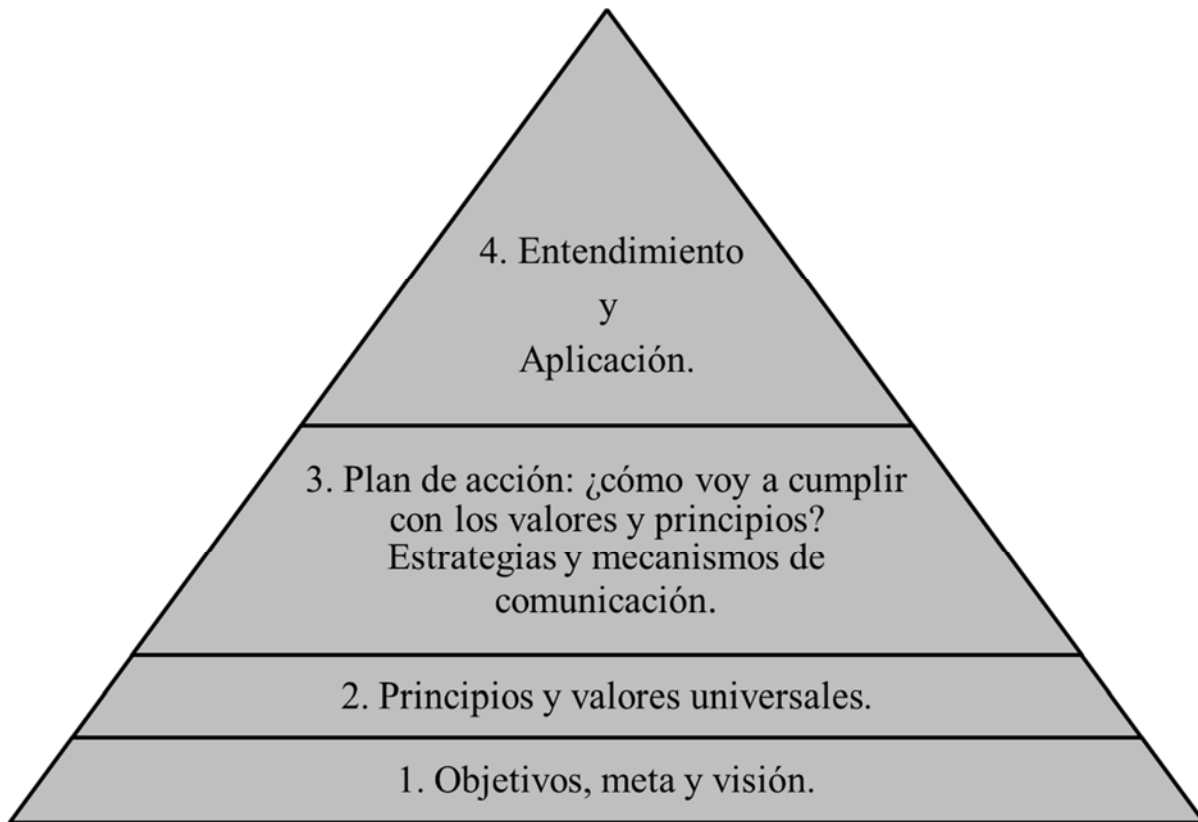 4. Entendimiento
y
Aplicación.
3. Plan de acción: ¿cómo voy a cumplir
con los valores y principios?
Estrategias y mecanismos de
comunicación.
2. Principios y valores universales.
1. Objetivos, meta y visión.